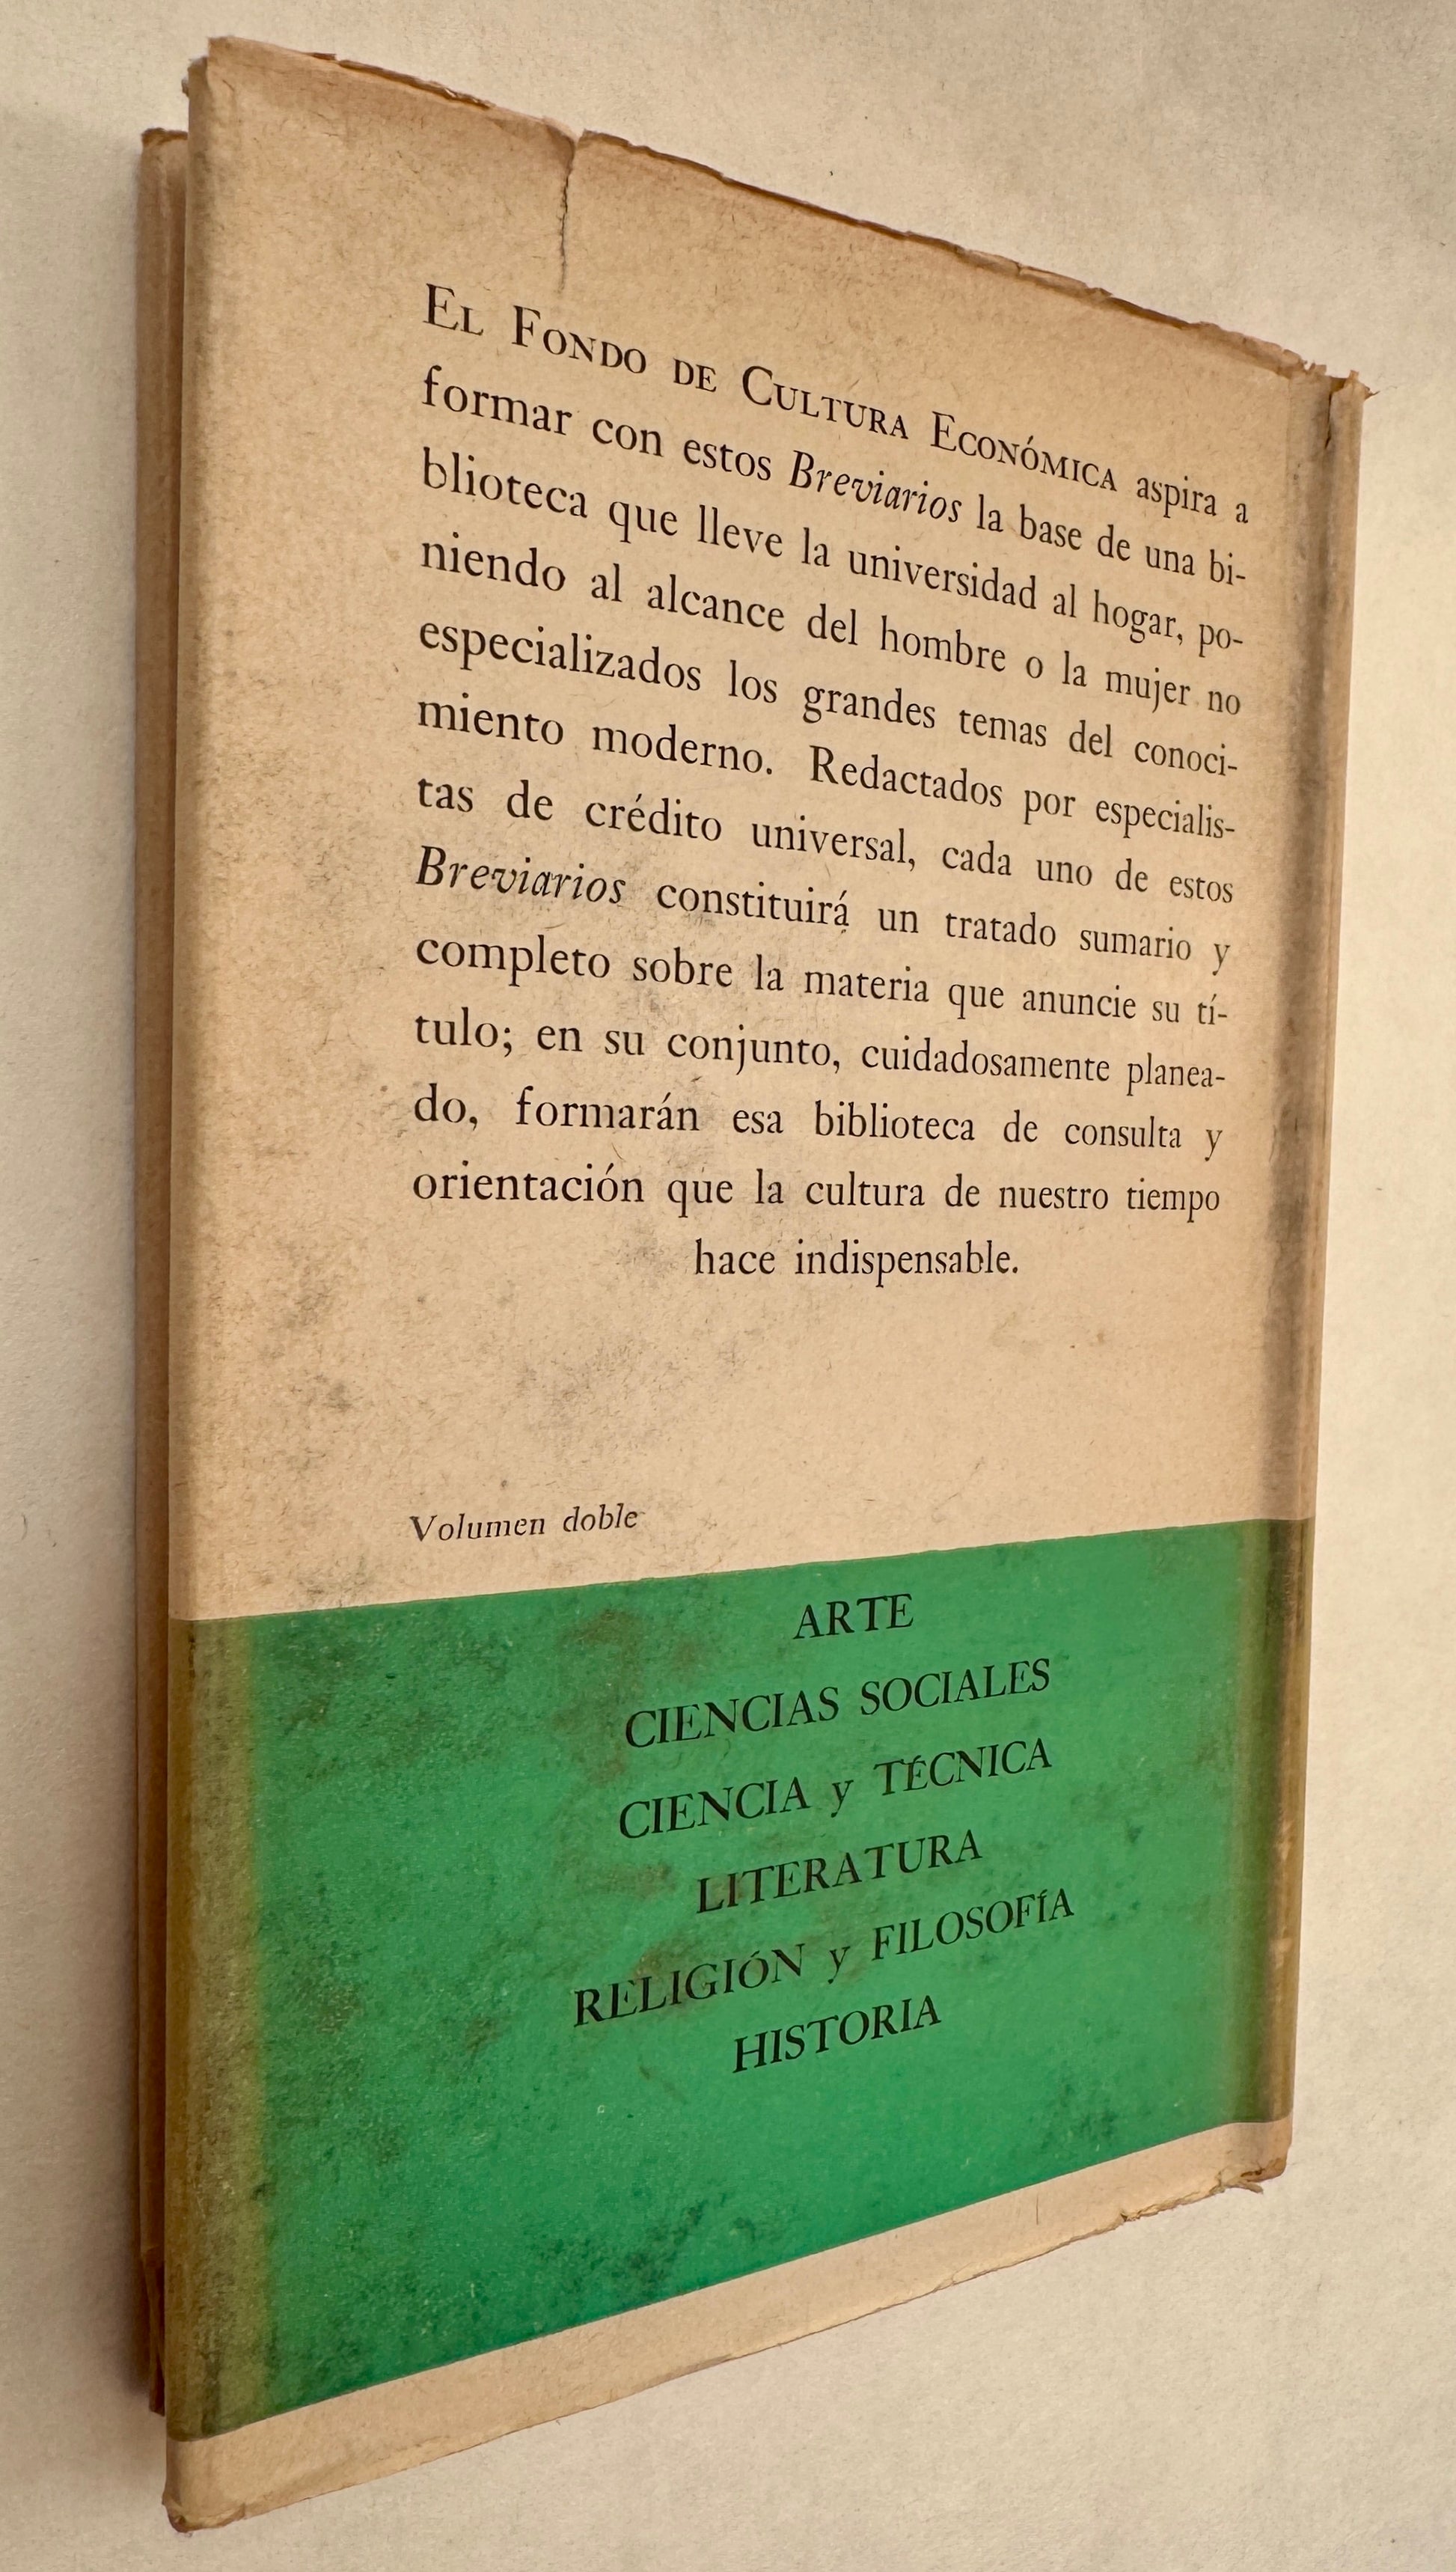 El Fondo de Cultura Económica aspira a
formar con estos Breviarios la base de una bi-
blioteca que lleve la universidad al hogar, po-
niendo al alcance del hombre o la mujer no
especializados los grandes temas del conoci-
miento moderno. Redactados por especialis-
tas de crédito universal, cada uno de estos
Breviarios constituirá un tratado sumario y
completo sobre la materia que anuncie su tí-
tulo; en su conjunto, cuidadosamente planea-
do, formarán esa biblioteca de consulta y
orientación que la cultura de nuestro tiempo
hace indispensable.
Volumen doble
ARTE
CIENCIAS SOCIALES
CIENCIA y TÉCNICA
LITERATURA
RELIGIÓN y FILOSOFÍA
HISTORIA